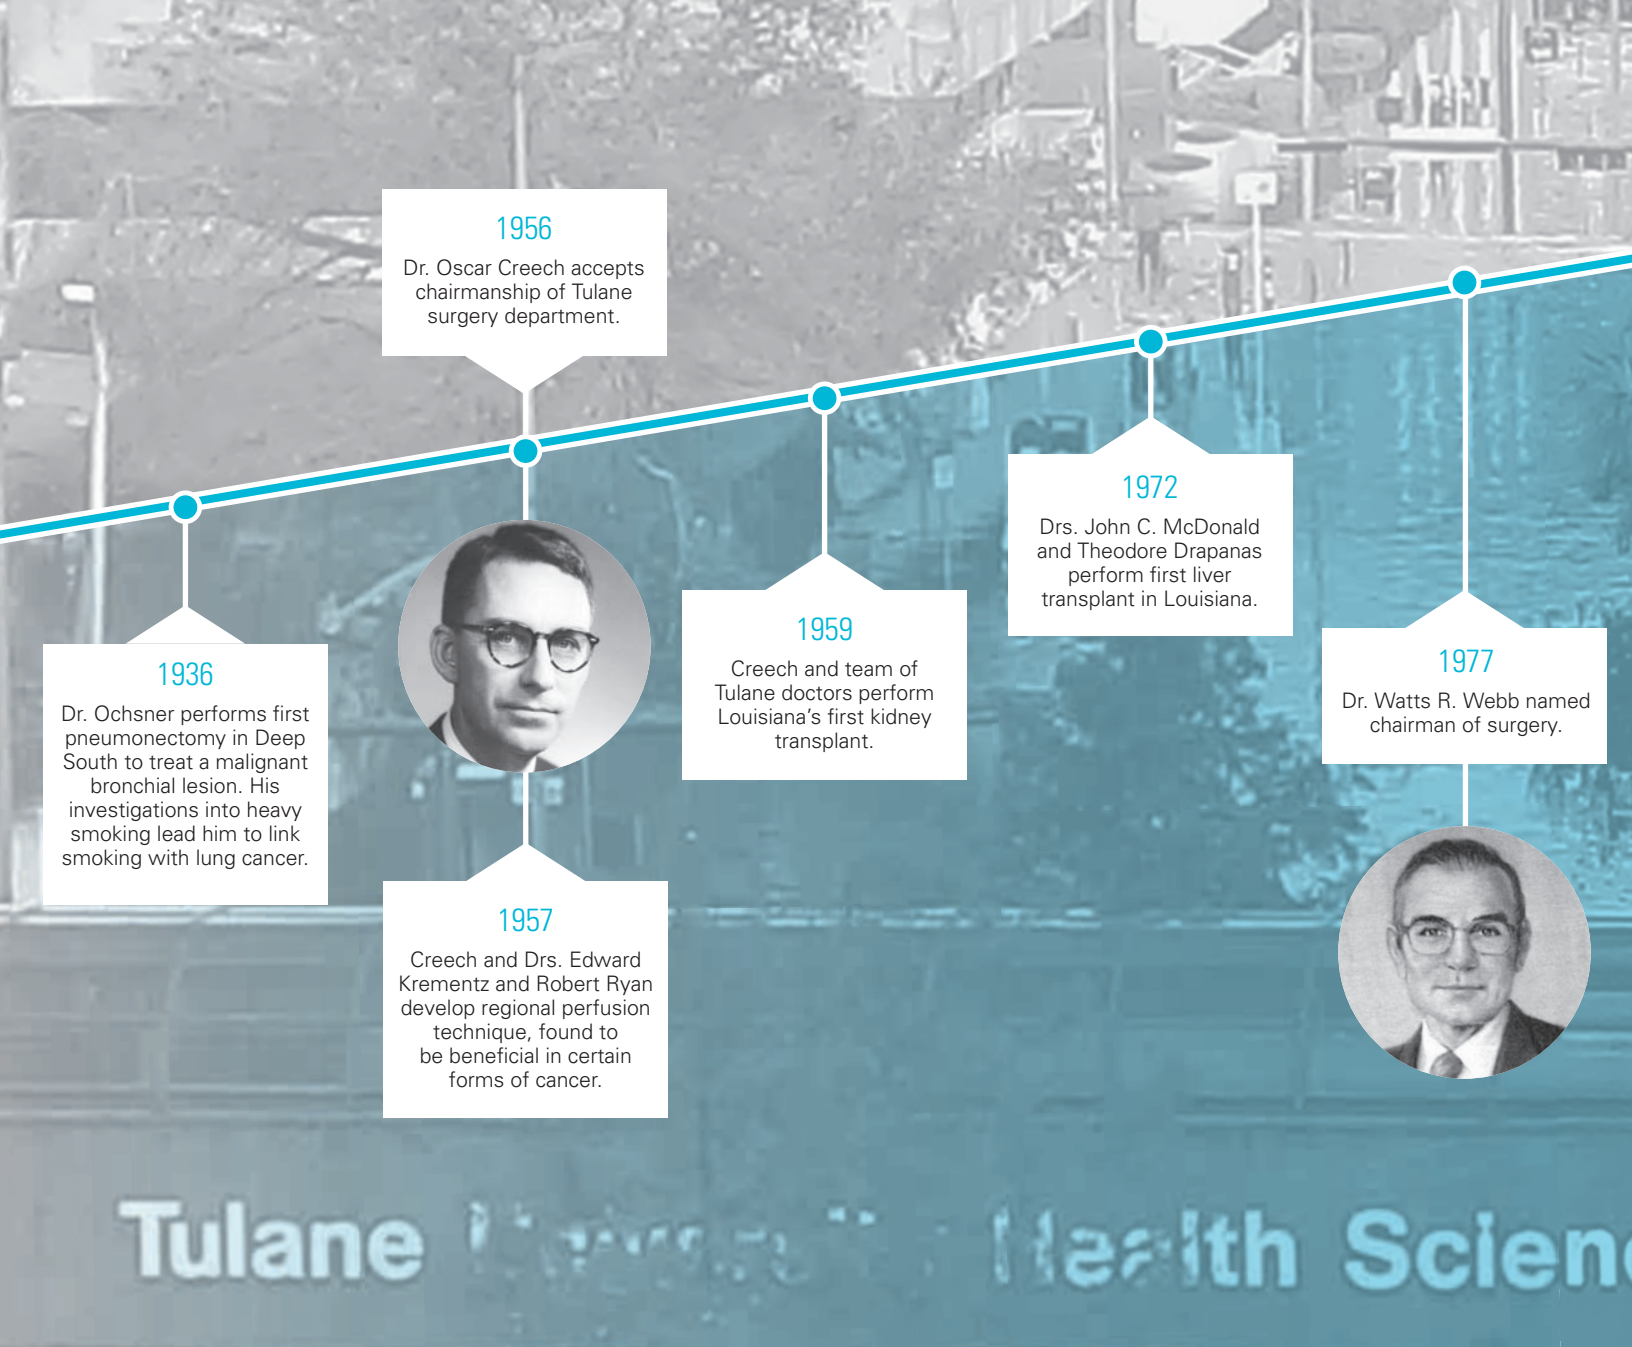 1956
Dr. Oscar Creech accepts
chairmanship of Tulane
surgery department.
1936
Dr. Ochsner performs first
pneumonectomy in Deep
South to treat a malignant
bronchial lesion. His
investigations into heavy
smoking lead him to link
smoking with lung cancer.
1957
Creech and Drs. Edward
Krementz and Robert Ryan
develop regional perfusion
technique, found to
be beneficial in certain
forms of cancer.
1959
Creech and team of
Tulane doctors perform
Louisiana’s first kidney
transplant.
1972
Drs. John C. McDonald
and Theodore Drapanas
perform first liver
transplant in Louisiana.
1977
Dr. Watts R. Webb named
chairman of surgery.
Tulane Health Scien